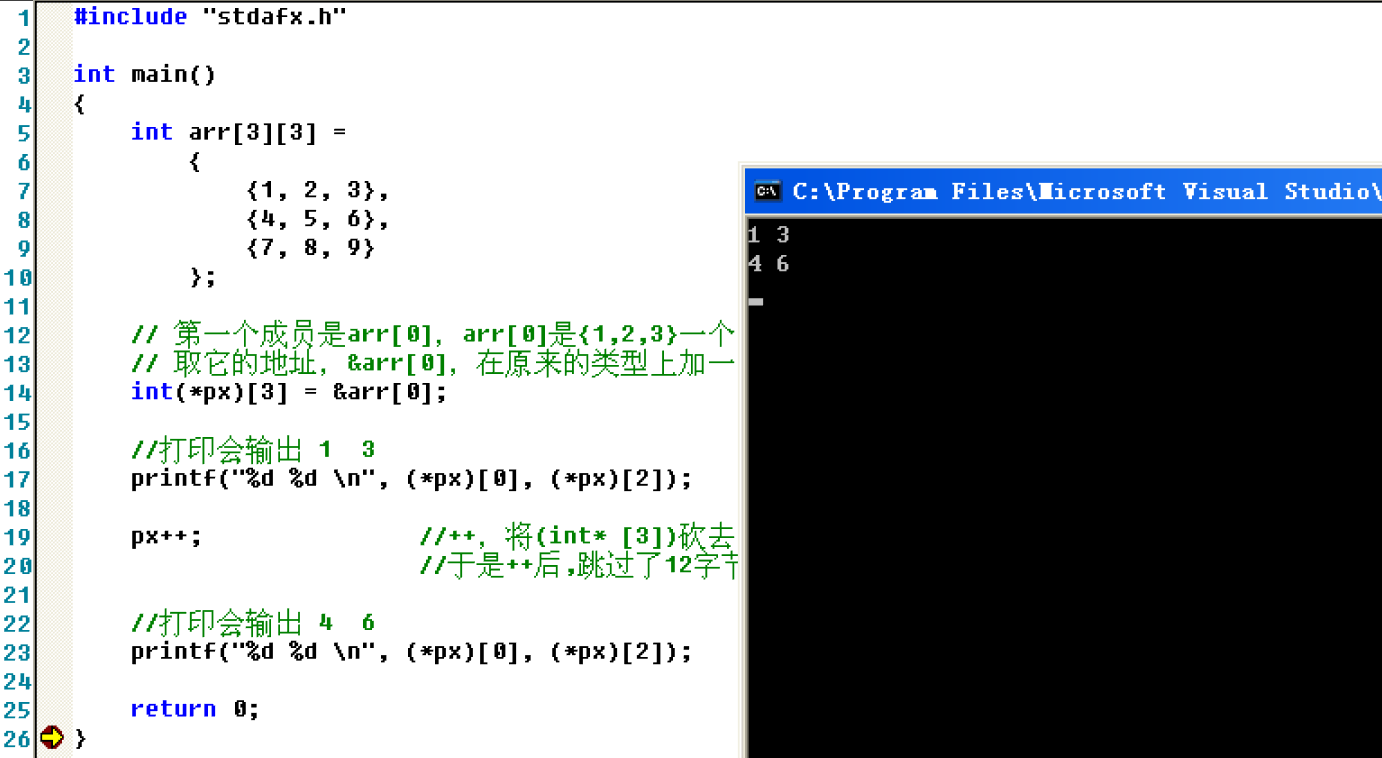 1 #include "stdafx.h"
2
3 int main()
4 {
5 int arr[3][3] =
6 {
7 {1, 2, 3},
8 {4, 5, 6},
9 {7, 8, 9}
10 };
11
12 // 第一个成员是arr[0], arr[0]是{1,2,3}一个
13 // 取它的地址, &arr[0], 在原来的类型上加一
14 int(*px)[3] = &arr[0];
15
16 //打印会输出 1  3
17 printf("%d %d \n", (*px)[0], (*px)[2]);
18
19 px++; //++, 将(int* [3])砍去
20 //于是++后,跳过了12字节
21
22 //打印会输出 4  6
23 printf("%d %d \n", (*px)[0], (*px)[2]);
24
25 return 0;
26 }
C:\Program Files\Microsoft Visual Studio\
1 3
4 6